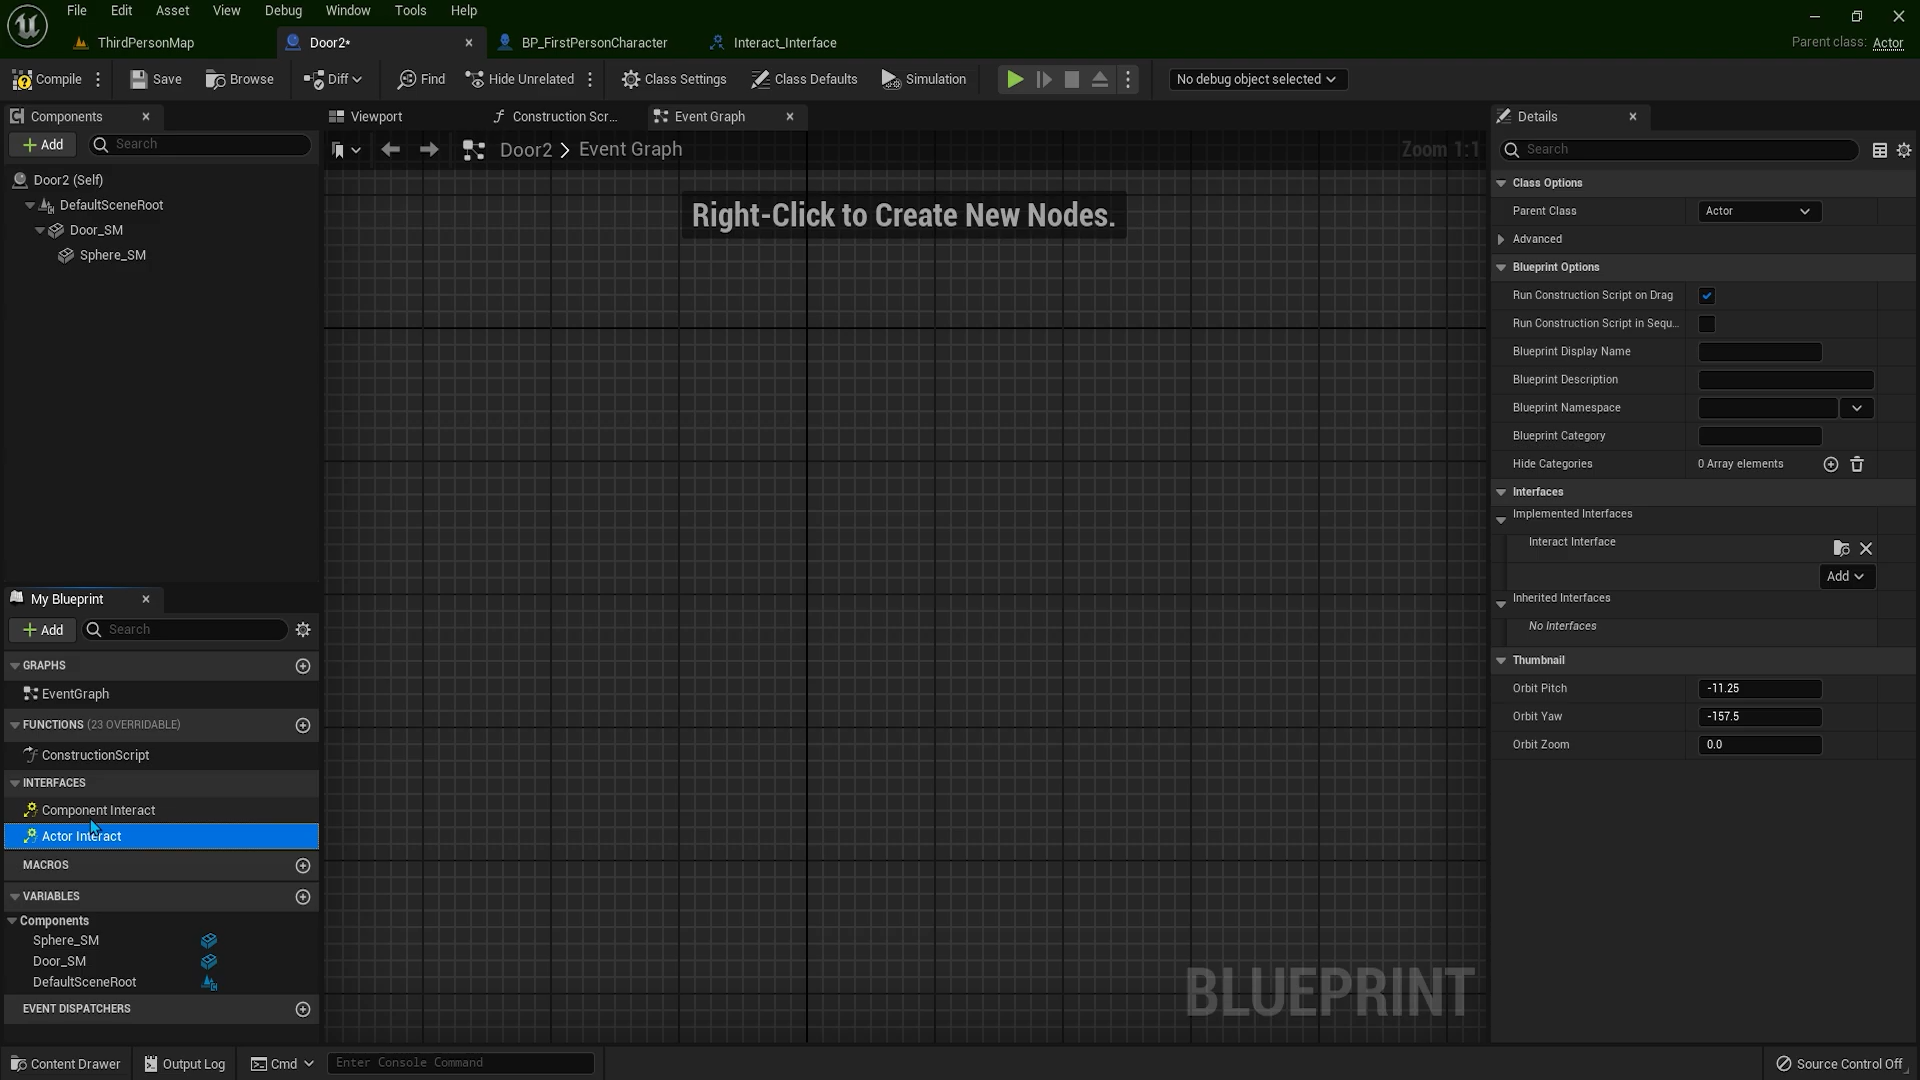 File Edit Asset View Debug Window Tools Help
ThirdPersonMap
Door2*
BP_FirstPersonCharacter
Interact_Interface
Parent class: Actor
Compile
Save
Browse
Diff
Find
Hide Unrelated
Class Settings
Class Defaults
Simulation
No debug object selected
Components
Add
Search
Door2 (Self)
DefaultSceneRoot
Door_SM
Sphere_SM
My Blueprint
Add
Search
GRAPHS
EventGraph
FUNCTIONS (23 OVERRIDABLE)
ConstructionScript
INTERFACES
Component Interact
Actor Interact
MACROS
VARIABLES
Components
Sphere_SM
Door_SM
DefaultSceneRoot
EVENT DISPATCHERS
Viewport
Construction Scr...
Event Graph
Door2 > Event Graph
Zoom 1:1
Right-Click to Create New Nodes.
BLUEPRINT
Details
Search
Class Options
Parent Class
Actor
Advanced
Blueprint Options
Run Construction Script on Drag
Run Construction Script in Sequ...
Blueprint Display Name
Blueprint Description
Blueprint Namespace
Blueprint Category
Hide Categories
0 Array elements
Interfaces
Implemented Interfaces
Interact Interface
Add
Inherited Interfaces
No Interfaces
Thumbnail
Orbit Pitch
-11.25
Orbit Yaw
-157.5
Orbit Zoom
0.0
Content Drawer
Output Log
Cmd
Enter Console Command
Source Control Off